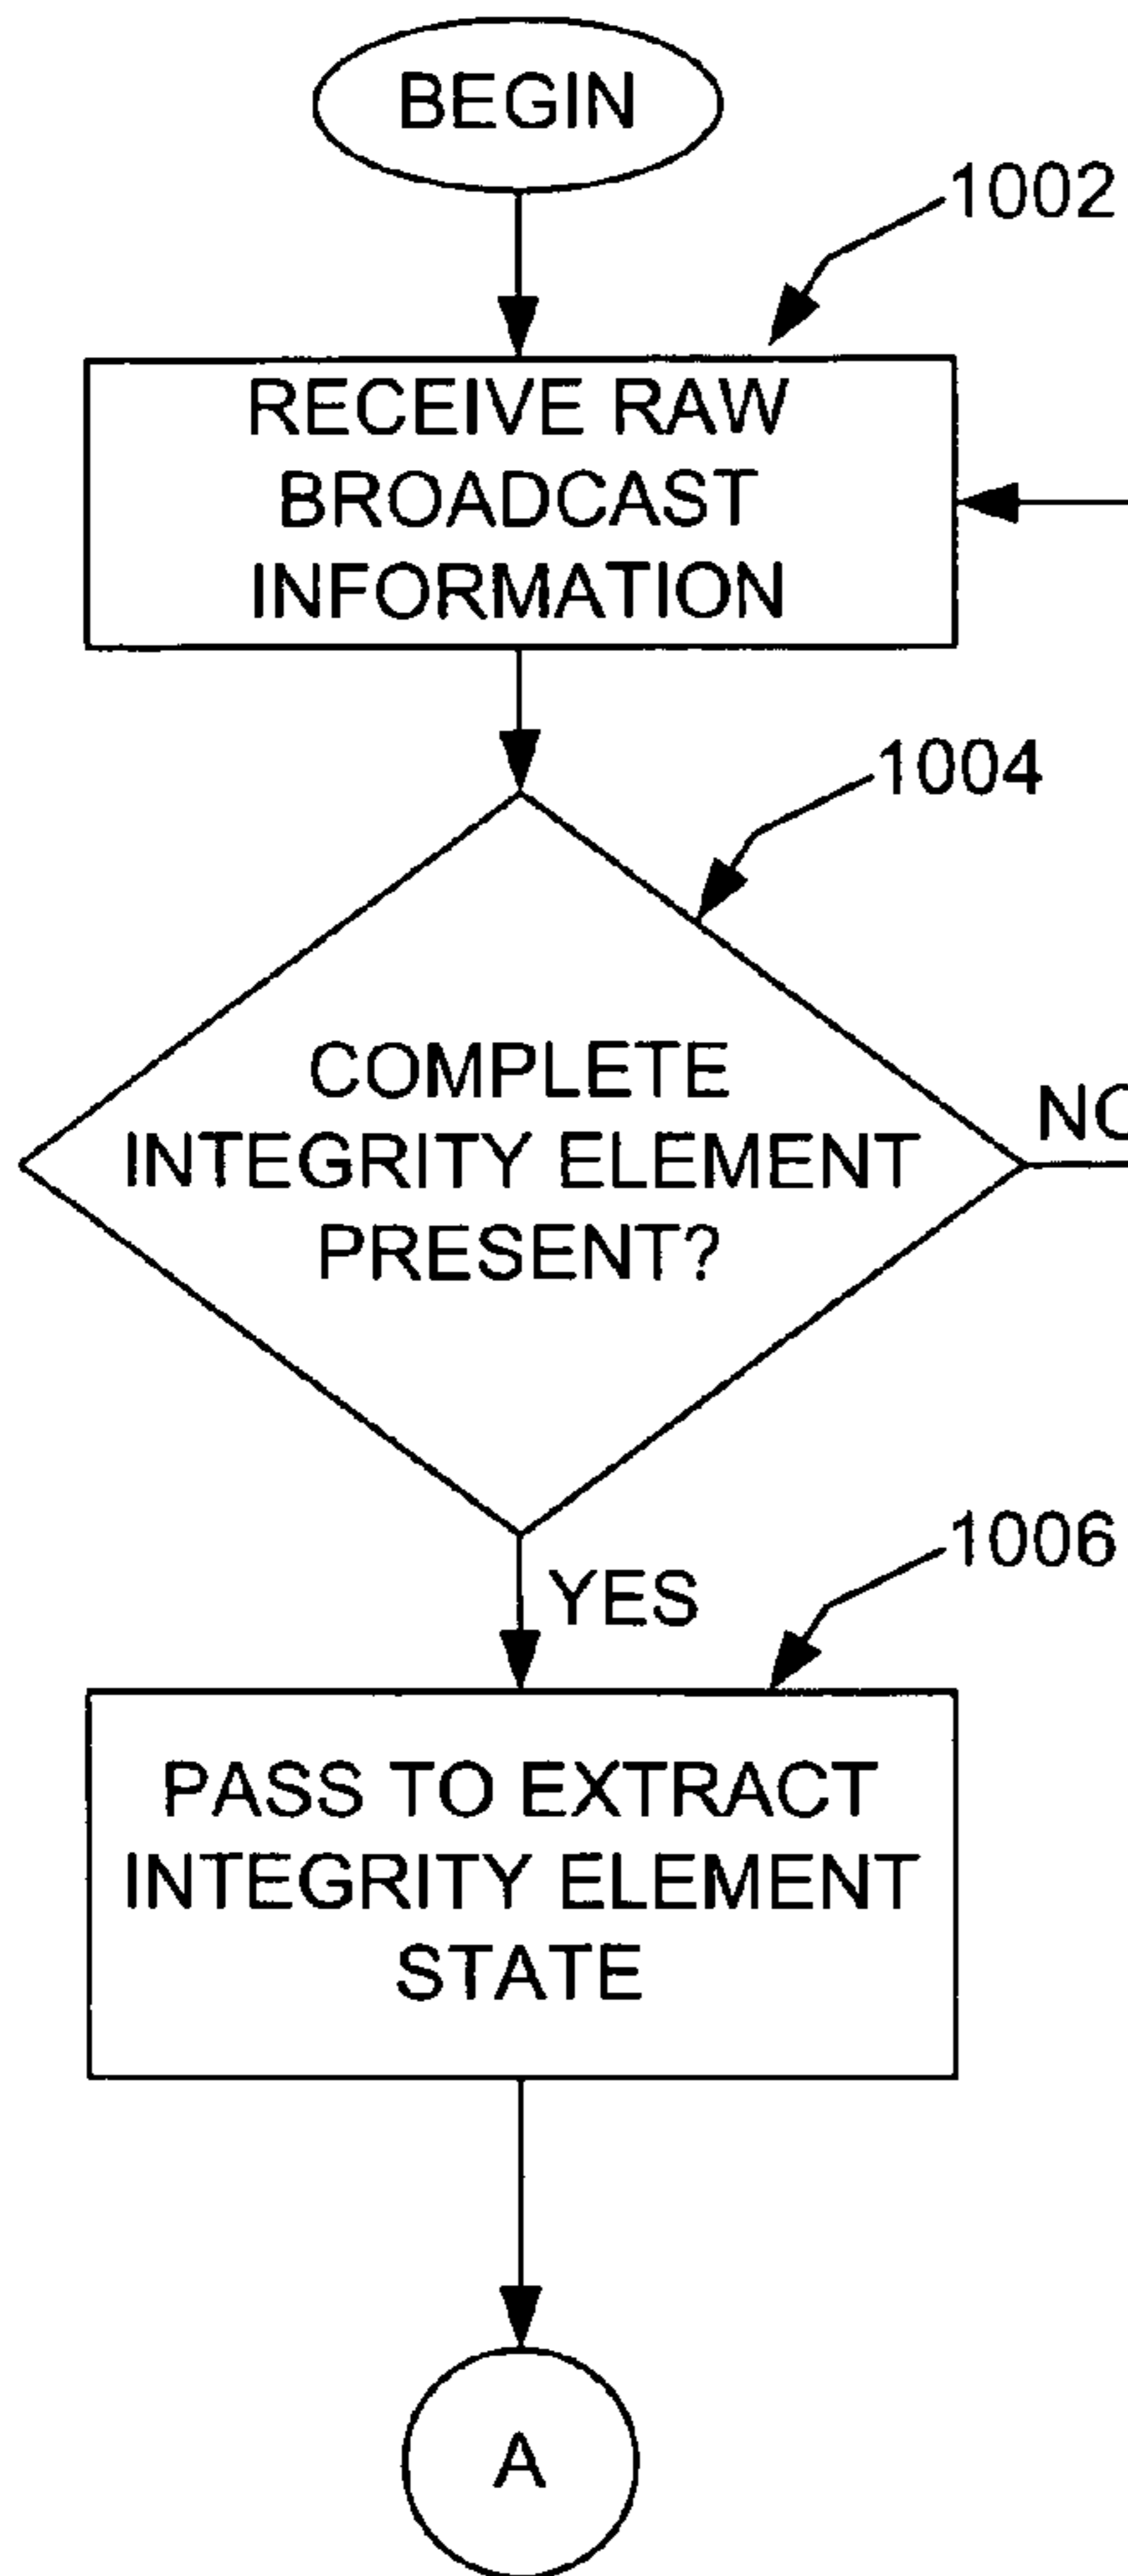 BEGIN
1002
RECEIVE RAW
BROADCAST
INFORMATION
1004
COMPLETE
INTEGRITY ELEMENT
PRESENT?
NO
YES
1006
PASS TO EXTRACT
INTEGRITY ELEMENT
STATE
A